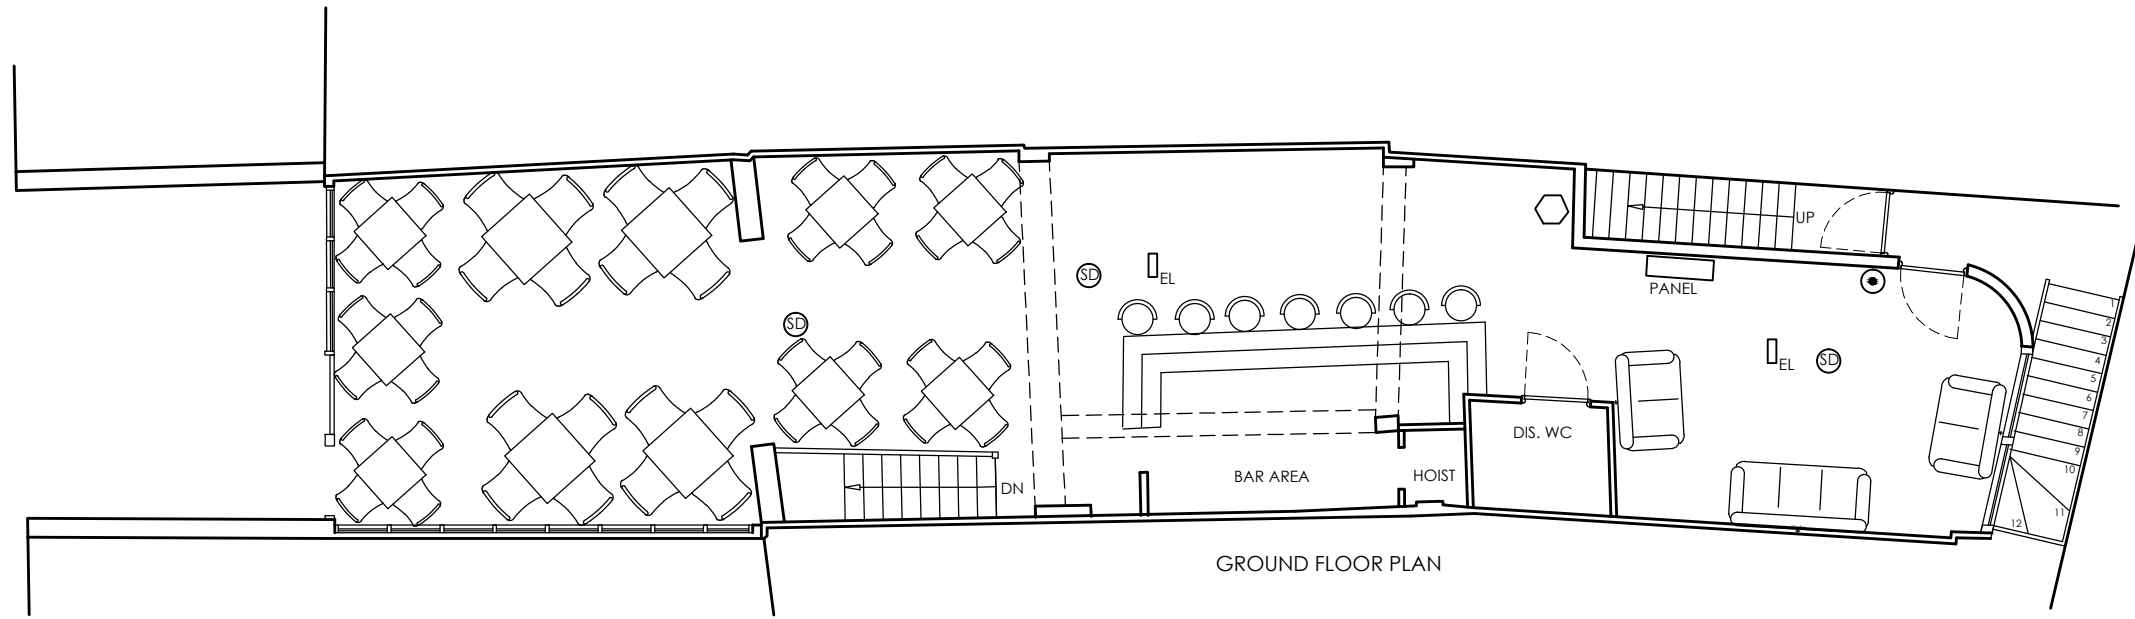 UP
SD
EL
PANEL
SD
EL
SD
1
2
3
4
5
6
7
8
9
10
11
12
DIS. WC
BAR AREA
HOIST
DN
GROUND FLOOR PLAN